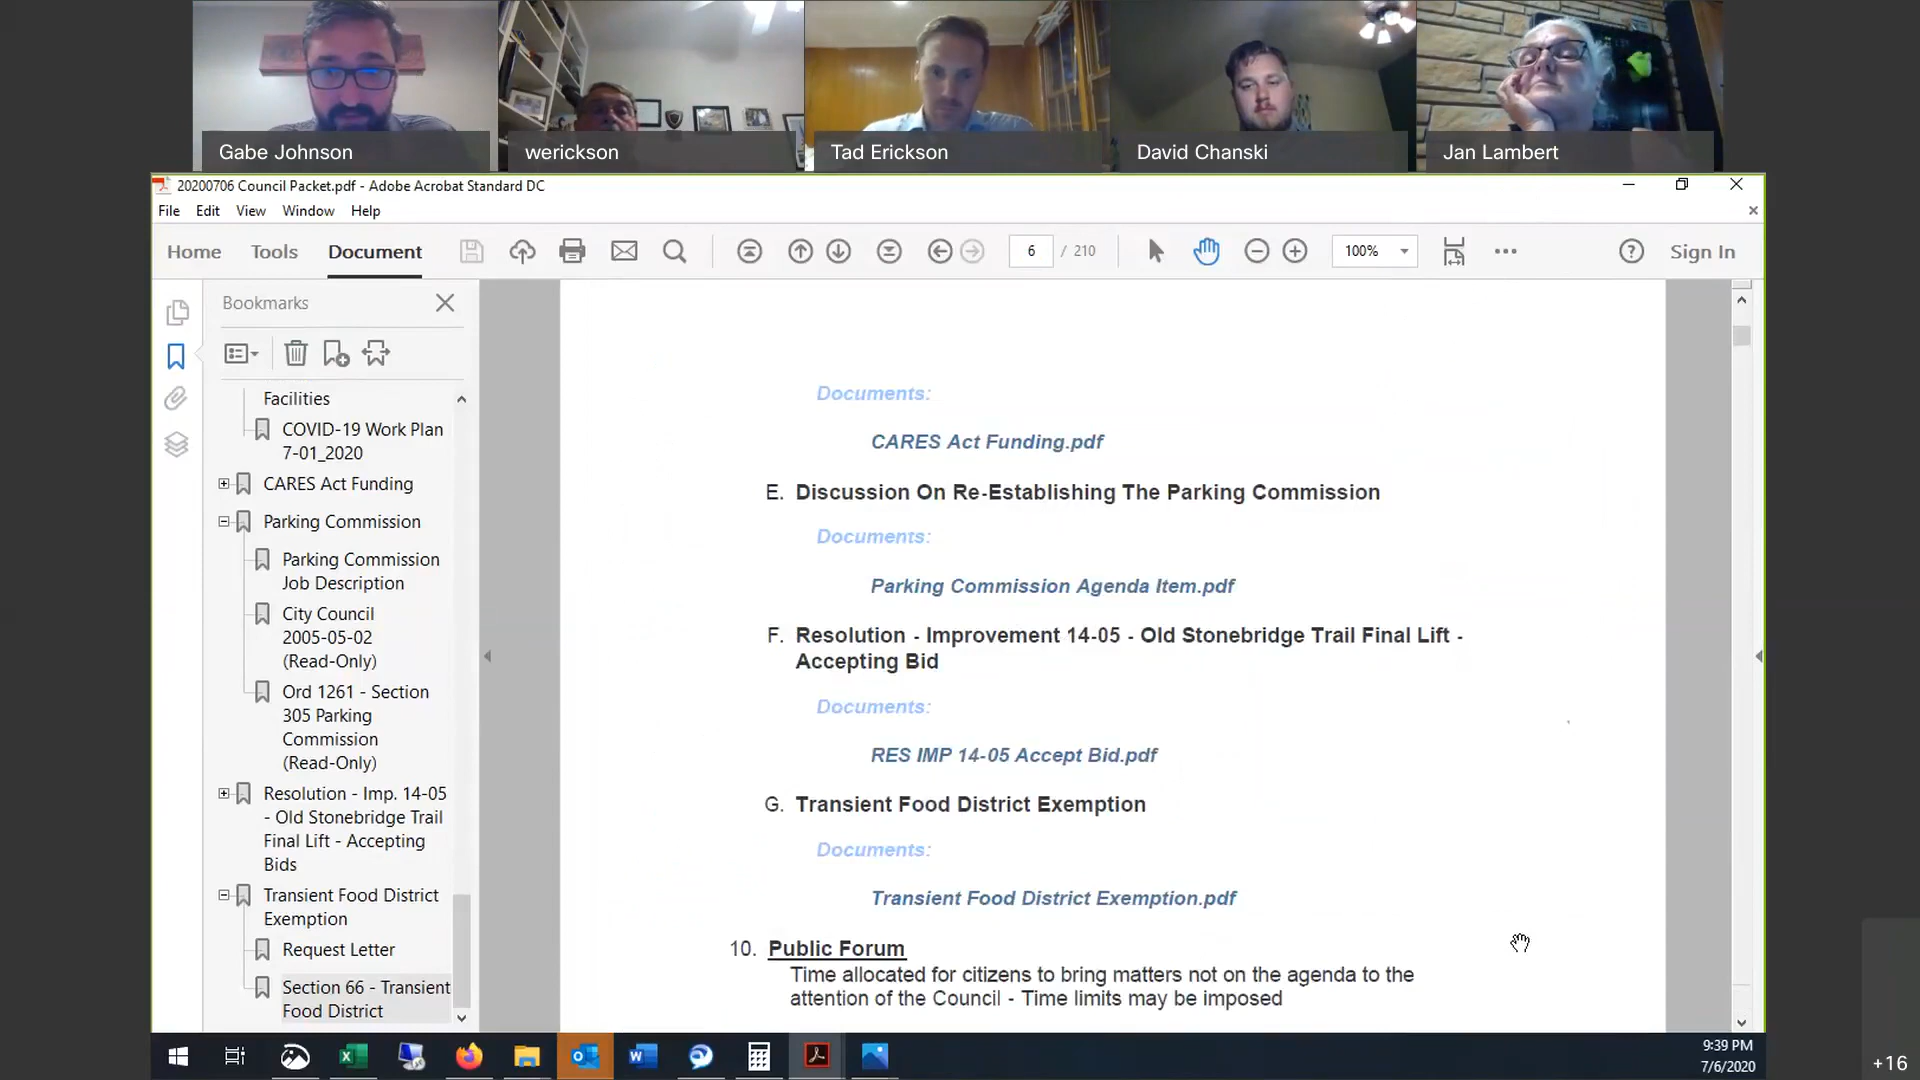 Gabe Johnson
werickson
Tad Erickson
David Chanski
Jan Lambert
20200706 Council Packet.pdf - Adobe Acrobat Standard DC
File Edit View Window Help
Home Tools Document 6 / 210 100% Sign In
Bookmarks
Facilities
COVID-19 Work Plan
7-01_2020
CARES Act Funding
Parking Commission
Parking Commission
Job Description
City Council
2005-05-02
(Read-Only)
Ord 1261 - Section
305 Parking
Commission
(Read-Only)
Resolution - Imp. 14-05
- Old Stonebridge Trail
Final Lift - Accepting
Bids
Transient Food District
Exemption
Request Letter
Section 66 - Transient
Food District
Documents:
CARES Act Funding.pdf
E. Discussion On Re-Establishing The Parking Commission
Documents:
Parking Commission Agenda Item.pdf
F. Resolution - Improvement 14-05 - Old Stonebridge Trail Final Lift -
Accepting Bid
Documents:
RES IMP 14-05 Accept Bid.pdf
G. Transient Food District Exemption
Documents:
Transient Food District Exemption.pdf
10. Public Forum
Time allocated for citizens to bring matters not on the agenda to the
attention of the Council - Time limits may be imposed
9:39 PM
7/6/2020
+16